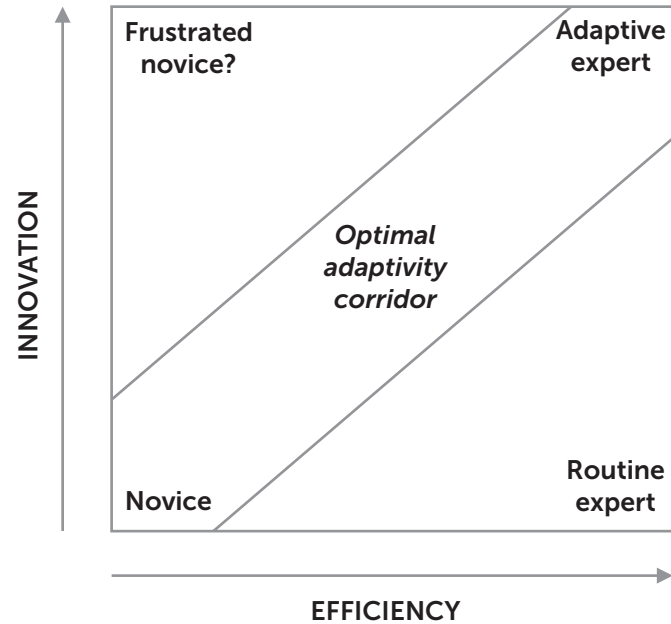 Frustrated
novice?
Adaptive
expert
INNOVATION
Optimal
adaptivity
corridor
Novice
Routine
expert
EFFICIENCY